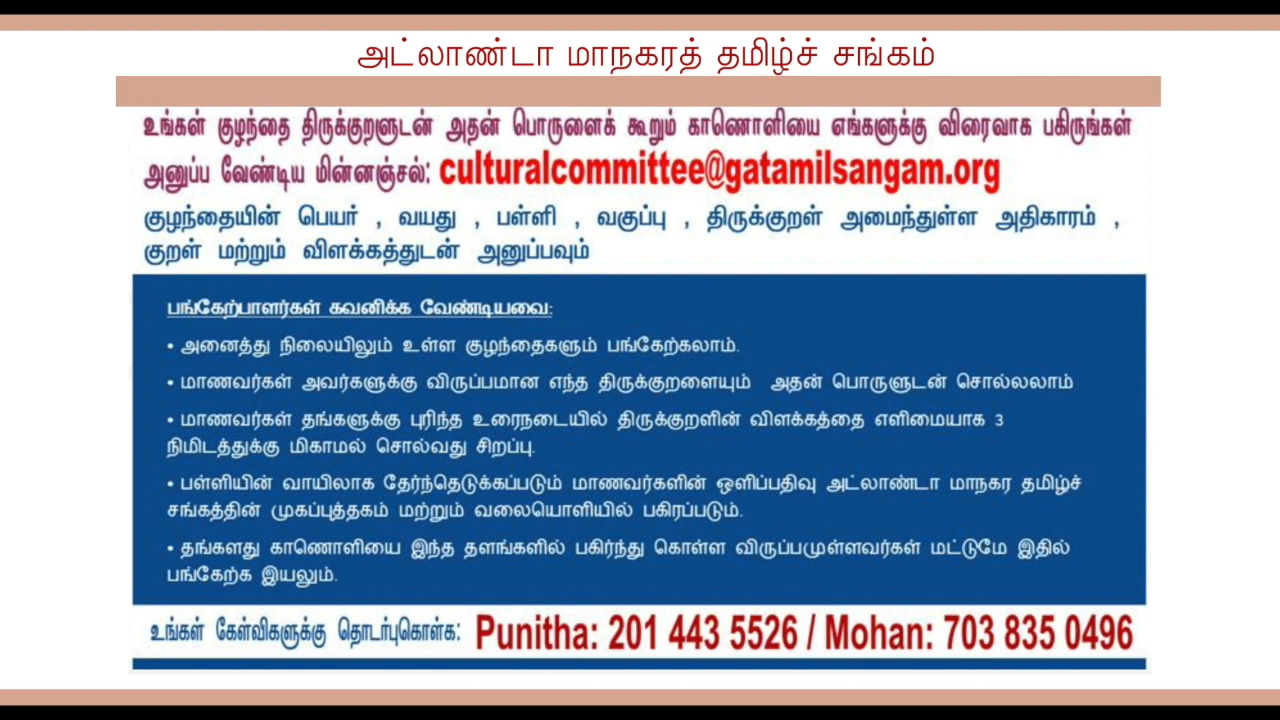 அட்லாண்டா மாநகரத் தமிழ்ச் சங்கம்
உங்கள் குழந்தை திருக்குறளுடன் அதன் பொருளைக் கூறும் காணொளியை எங்களுக்கு விரைவாக பகிருங்கள்
அனுப்ப வேண்டிய மின்னஞ்சல்: culturalcommittee@gatamilsangam.org
குழந்தையின் பெயர் , வயது , பள்ளி , வகுப்பு , திருக்குறள் அமைந்துள்ள அதிகாரம் ,
குறள் மற்றும் விளக்கத்துடன் அனுப்பவும்
பங்கேற்பாளர்கள் கவனிக்க வேண்டியவை:
• அனைத்து நிலையிலும் உள்ள குழந்தைகளும் பங்கேற்கலாம்.
• மாணவர்கள் அவர்களுக்கு விருப்பமான எந்த திருக்குறளையும் அதன் பொருளுடன் சொல்லலாம்
• மாணவர்கள் தங்களுக்கு புரிந்த உரைநடையில் திருக்குறளின் விளக்கத்தை எளிமையாக 3
நிமிடத்துக்கு மிகாமல் சொல்வது சிறப்பு.
• பள்ளியின் வாயிலாக தேர்ந்தெடுக்கப்படும் மாணவர்களின் ஒளிப்பதிவு அட்லாண்டா மாநகர தமிழ்ச்
சங்கத்தின் முகப்புத்தகம் மற்றும் வலையொளியில் பகிரப்படும்.
• தங்களது காணொளியை இந்த தளங்களில் பகிர்ந்து கொள்ள விருப்பமுள்ளவர்கள் மட்டுமே இதில்
பங்கேற்க இயலும்.
உங்கள் கேள்விகளுக்கு தொடர்புகொள்க: Punitha: 201 443 5526 / Mohan: 703 835 0496